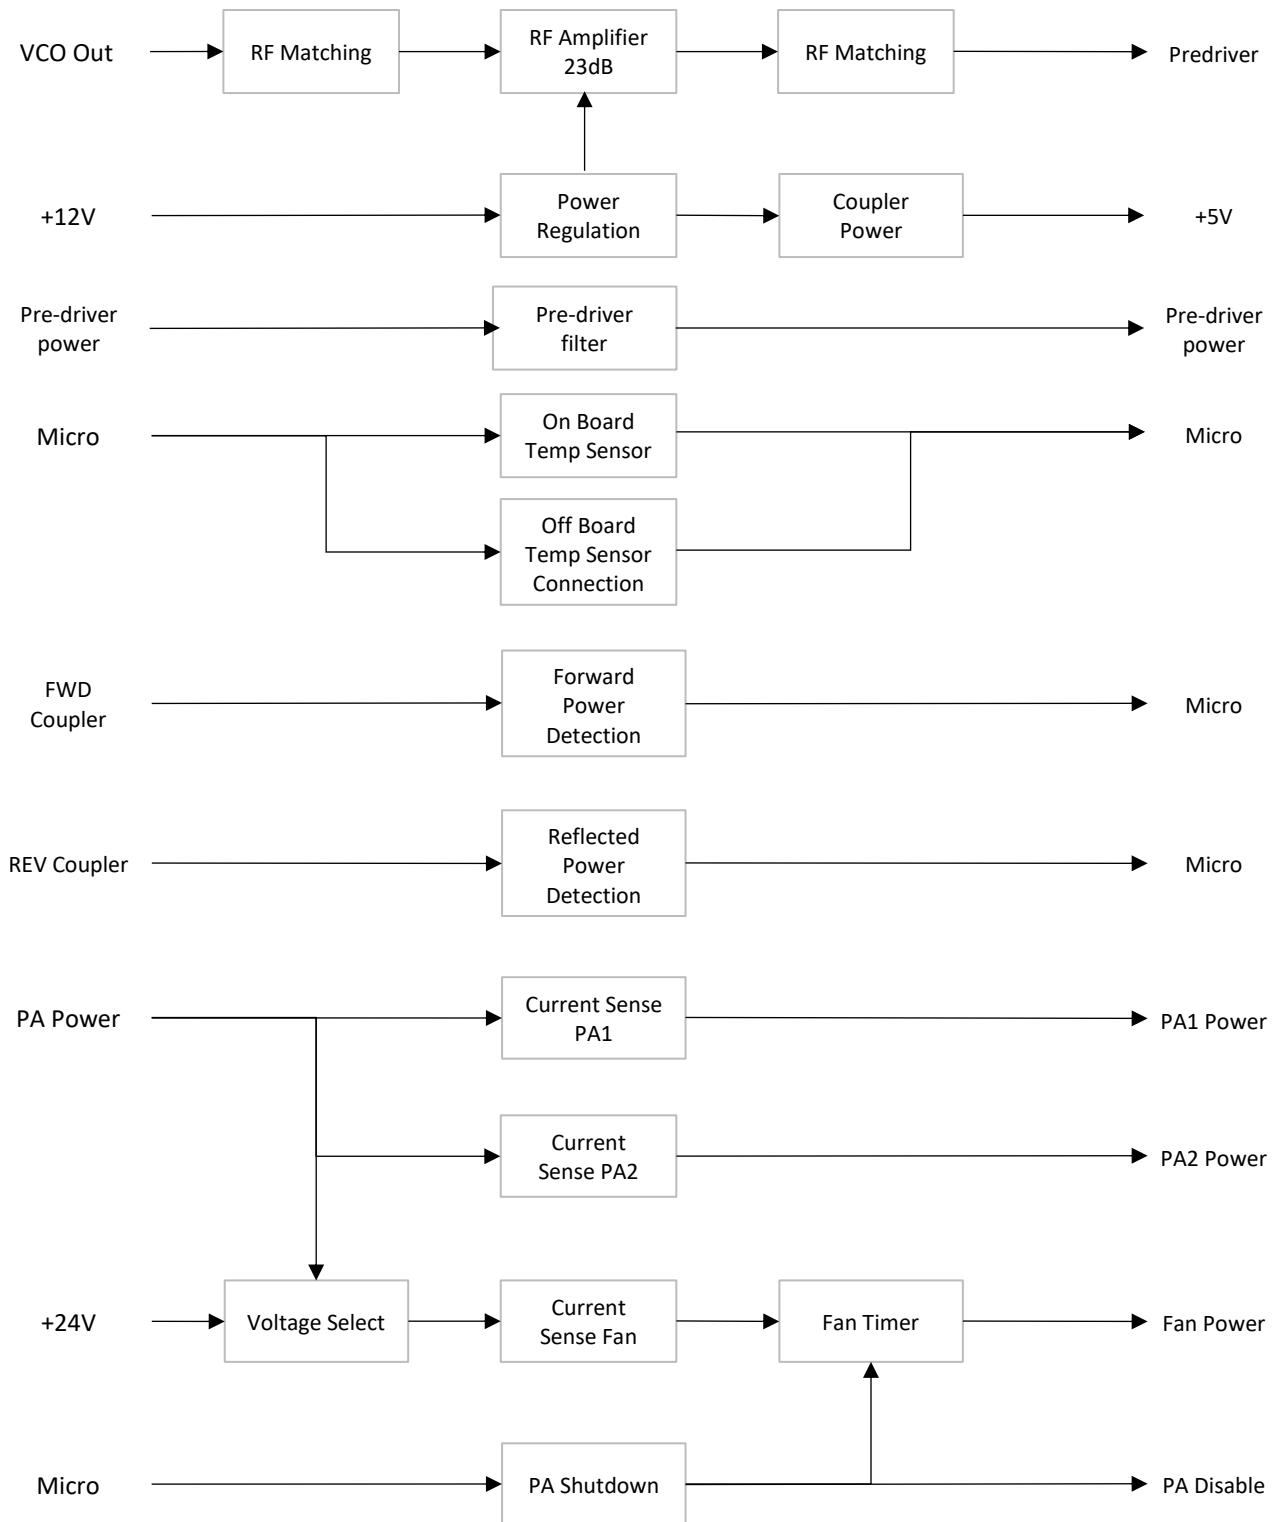 VCO Out
RF Matching
RF Amplifier
23dB
RF Matching
Predriver
+12V
Power
Regulation
Coupler
Power
+5V
Pre-driver
power
Pre-driver
filter
Pre-driver
power
Micro
On Board
Temp Sensor
Micro
Off Board
Temp Sensor
Connection
FWD
Coupler
Forward
Power
Detection
Micro
REV Coupler
Reflected
Power
Detection
Micro
PA Power
Current Sense
PA1
PA1 Power
Current
Sense PA2
PA2 Power
+24V
Voltage Select
Current
Sense Fan
Fan Timer
Fan Power
Micro
PA Shutdown
PA Disable